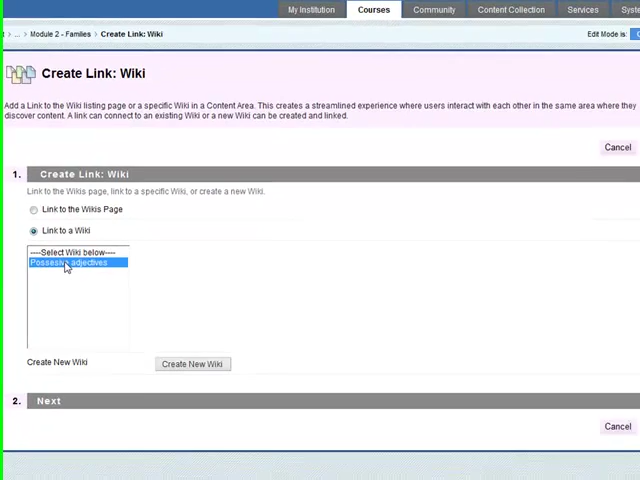 My Institution Courses Community Content Collection Services
... Module 2 - Families Create Link: Wiki Edit Mode is:
Create Link: Wiki
Add a Link to the Wiki listing page or a specific Wiki in a Content Area. This creates a streamlined experience where users interact with each other in the same area where they
discover content. A link can connect to an existing Wiki or a new Wiki can be created and linked.
Cancel
1. Create Link: Wiki
Link to the Wikis page, link to a specific Wiki, or create a new Wiki.
Link to the Wikis Page
Link to a Wiki
----Select Wiki below----
adjectives
Create New Wiki Create New Wiki
2. Next
Cancel